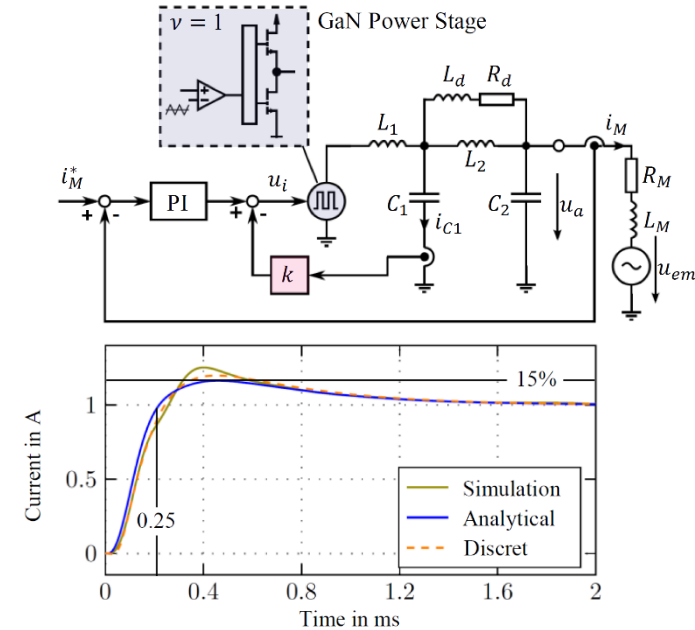 ν = 1
GaN Power Stage
L_d R_d
L_1
L_2
i_M
i*_M
u_i
R_M
PI
C_1
C_2
u_a
i_C1
L_M
+ -
+ -
+
-
k
u_em
15%
1
0.5
0
0.25
Current in A
Simulation
Analytical
Discret
0 0.4 0.8 1.2 1.6 2
Time in ms